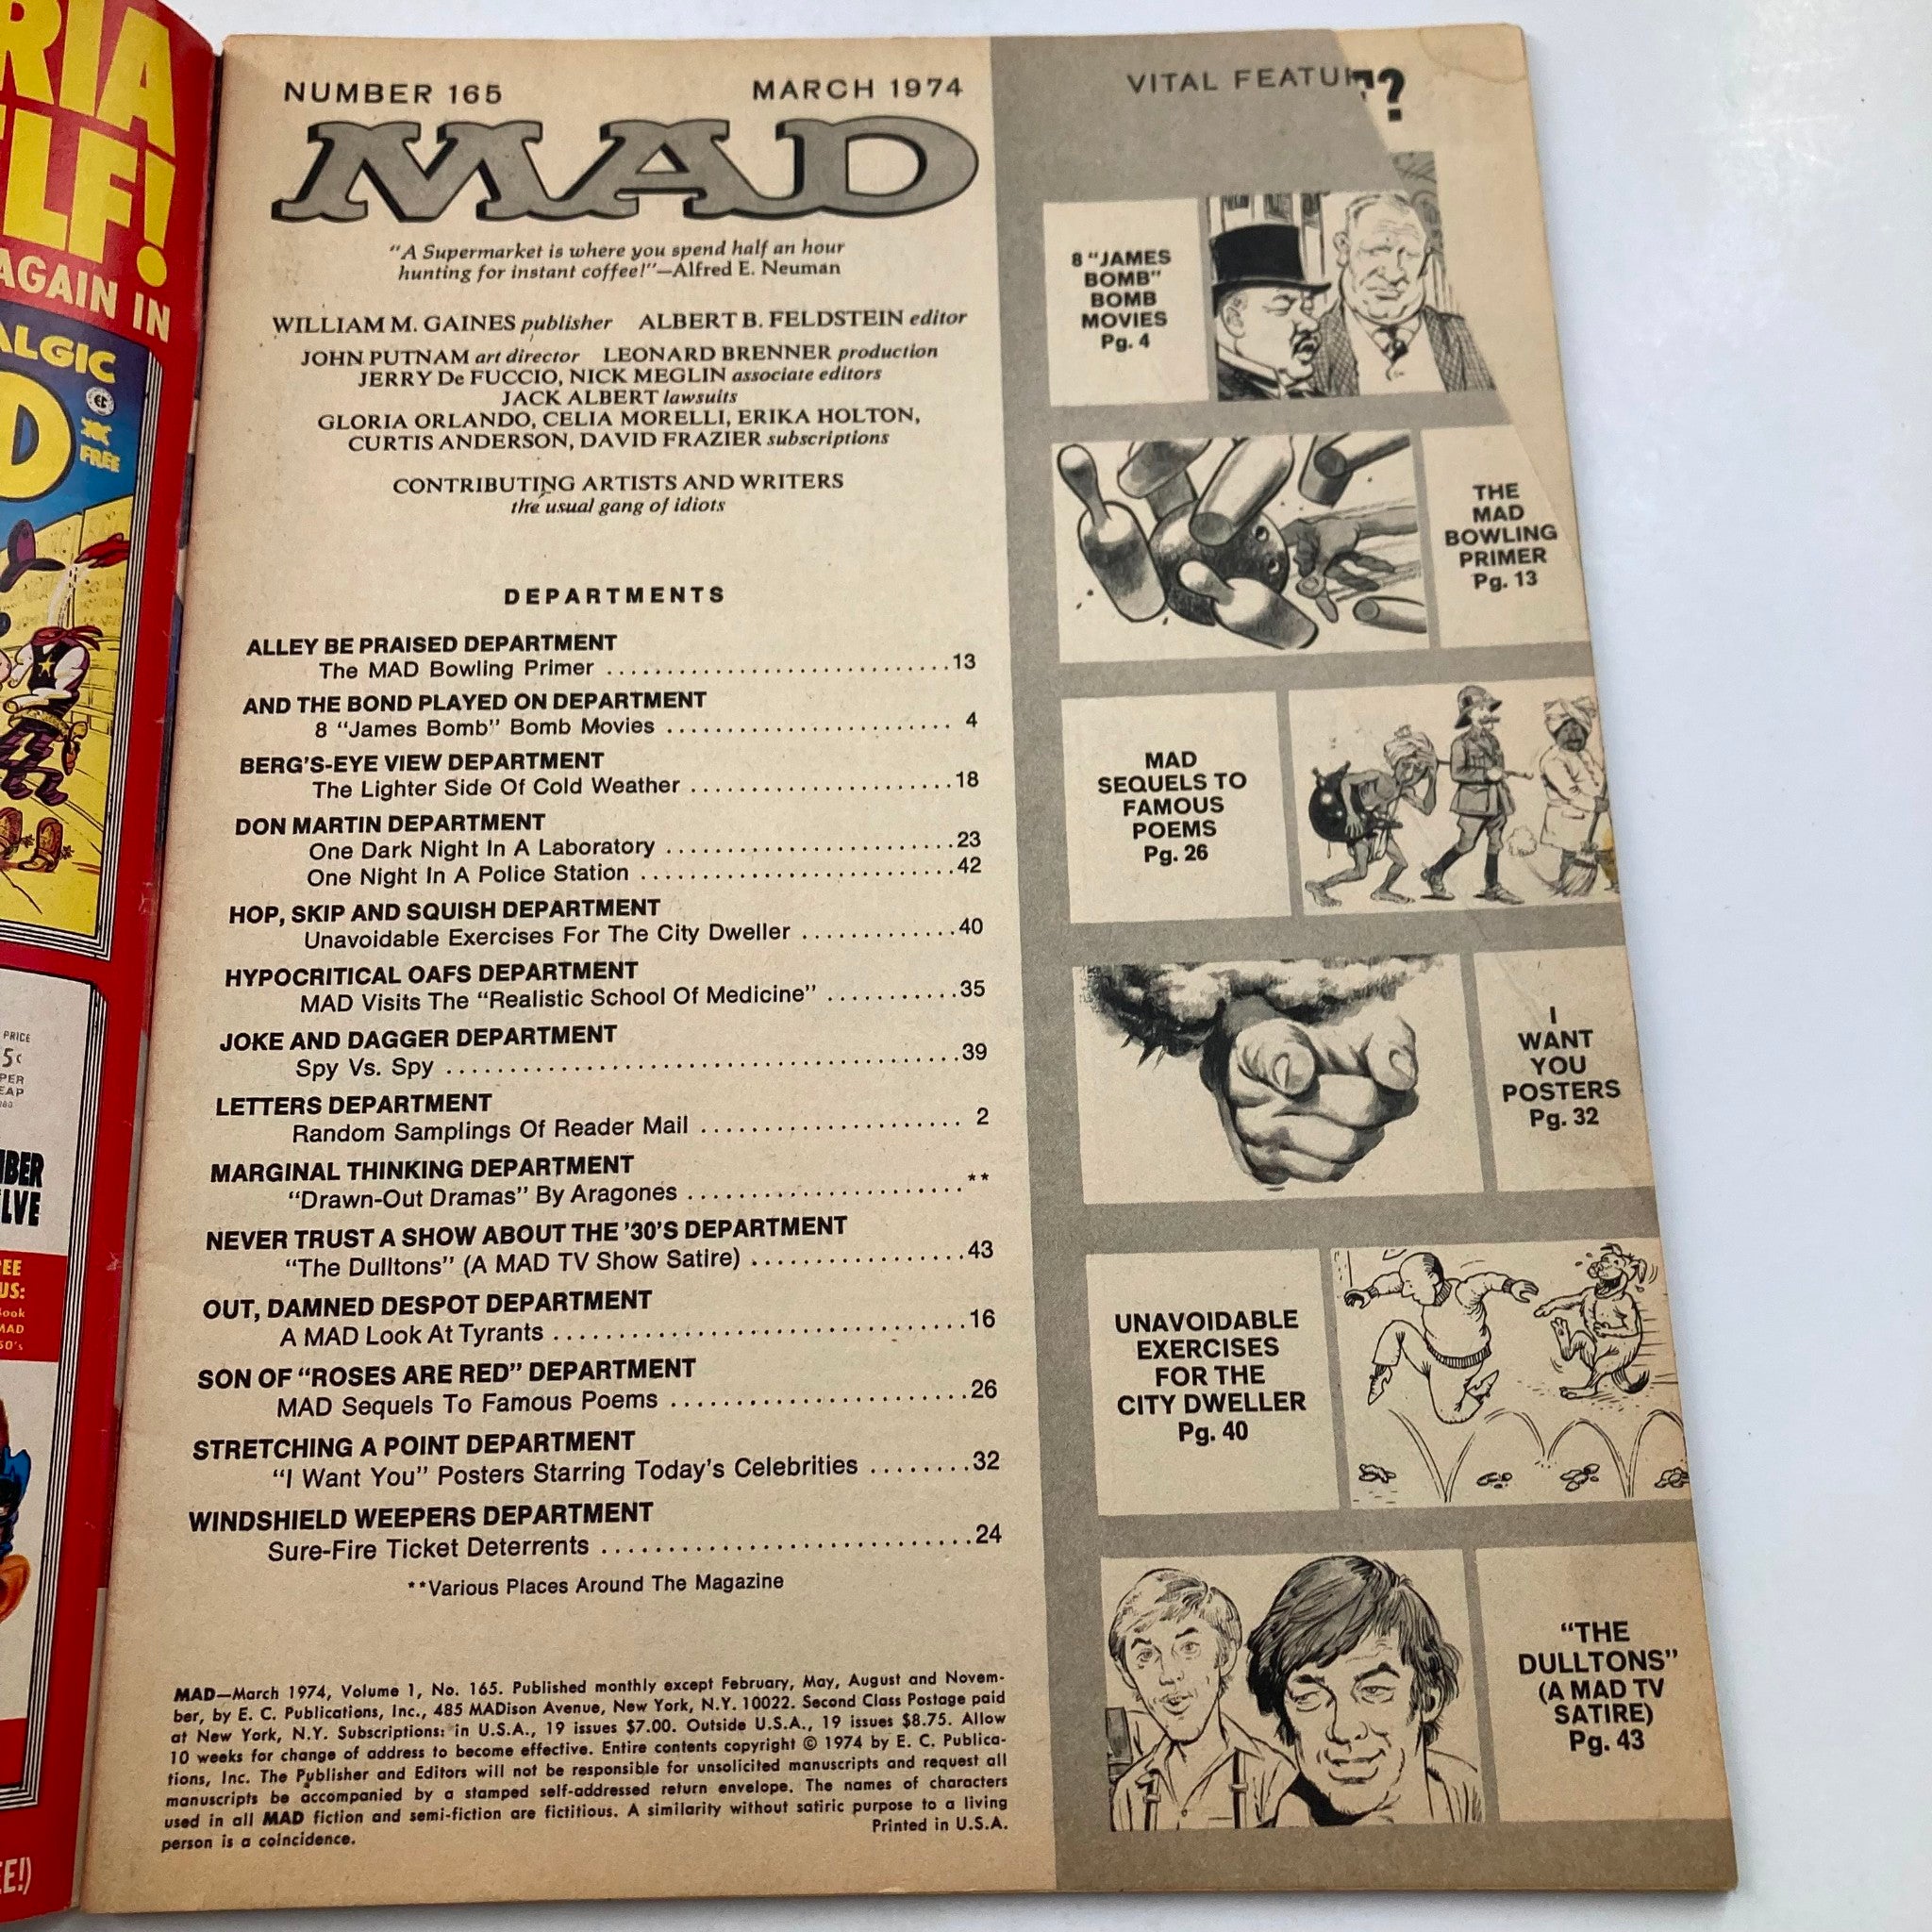 RIA
ELF!
AGAIN IN
ALGIC
D
EC
FREE
PRICE
5¢
PER
EAP
BER
LVE
EE
US:
Book
MAD
50's
EE!)
NUMBER 165 MARCH 1974
MAD
"A Supermarket is where you spend half an hour
hunting for instant coffee!"—Alfred E. Neuman
WILLIAM M. GAINES publisher ALBERT B. FELDSTEIN editor
JOHN PUTNAM art director LEONARD BRENNER production
JERRY De FUCCIO, NICK MEGLIN associate editors
JACK ALBERT lawsuits
GLORIA ORLANDO, CELIA MORELLI, ERIKA HOLTON,
CURTIS ANDERSON, DAVID FRAZIER subscriptions
CONTRIBUTING ARTISTS AND WRITERS
the usual gang of idiots
DEPARTMENTS
ALLEY BE PRAISED DEPARTMENT
The MAD Bowling Primer ............................13
AND THE BOND PLAYED ON DEPARTMENT
8 "James Bomb" Bomb Movies ........................ 4
BERG'S-EYE VIEW DEPARTMENT
The Lighter Side Of Cold Weather ......................18
DON MARTIN DEPARTMENT
One Dark Night In A Laboratory ........................23
One Night In A Police Station ..........................42
HOP, SKIP AND SQUISH DEPARTMENT
Unavoidable Exercises For The City Dweller .............40
HYPOCRITICAL OAFS DEPARTMENT
MAD Visits The "Realistic School Of Medicine" ...........35
JOKE AND DAGGER DEPARTMENT
Spy Vs. Spy ..........................................39
LETTERS DEPARTMENT
Random Samplings Of Reader Mail ..................... 2
MARGINAL THINKING DEPARTMENT
"Drawn-Out Dramas" By Aragones ......................**
NEVER TRUST A SHOW ABOUT THE '30'S DEPARTMENT
"The Dulltons" (A MAD TV Show Satire) .................43
OUT, DAMNED DESPOT DEPARTMENT
A MAD Look At Tyrants ................................16
SON OF "ROSES ARE RED" DEPARTMENT
MAD Sequels To Famous Poems .......................26
STRETCHING A POINT DEPARTMENT
"I Want You" Posters Starring Today's Celebrities ........32
WINDSHIELD WEEPERS DEPARTMENT
Sure-Fire Ticket Deterrents ............................24
**Various Places Around The Magazine
MAD—March 1974, Volume 1, No. 165. Published monthly except February, May, August and Novem-
ber, by E. C. Publications, Inc., 485 MADison Avenue, New York, N.Y. 10022. Second Class Postage paid
at New York, N.Y. Subscriptions: in U.S.A., 19 issues $7.00. Outside U.S.A., 19 issues $8.75. Allow
10 weeks for change of address to become effective. Entire contents copyright © 1974 by E. C. Publica-
tions, Inc. The Publisher and Editors will not be responsible for unsolicited manuscripts and request all
manuscripts be accompanied by a stamped self-addressed return envelope. The names of characters
used in all MAD fiction and semi-fiction are fictitious. A similarity without satiric purpose to a living
person is a coincidence. Printed in U.S.A.
VITAL FEATU
?
8 "JAMES
BOMB"
BOMB
MOVIES
Pg. 4
THE
MAD
BOWLING
PRIMER
Pg. 13
MAD
SEQUELS TO
FAMOUS
POEMS
Pg. 26
I
WANT
YOU
POSTERS
Pg. 32
UNAVOIDABLE
EXERCISES
FOR THE
CITY DWELLER
Pg. 40
"THE
DULLTONS"
(A MAD TV
SATIRE)
Pg. 43